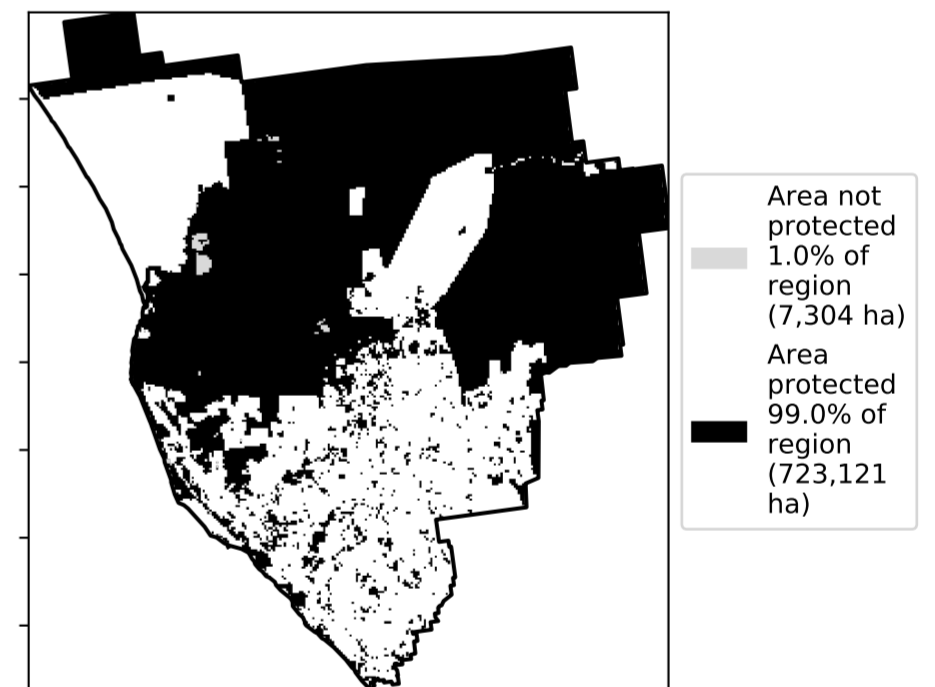 Area not
protected
1.0% of
region
(7,304 ha)
Area
protected
99.0% of
region
(723,121
ha)